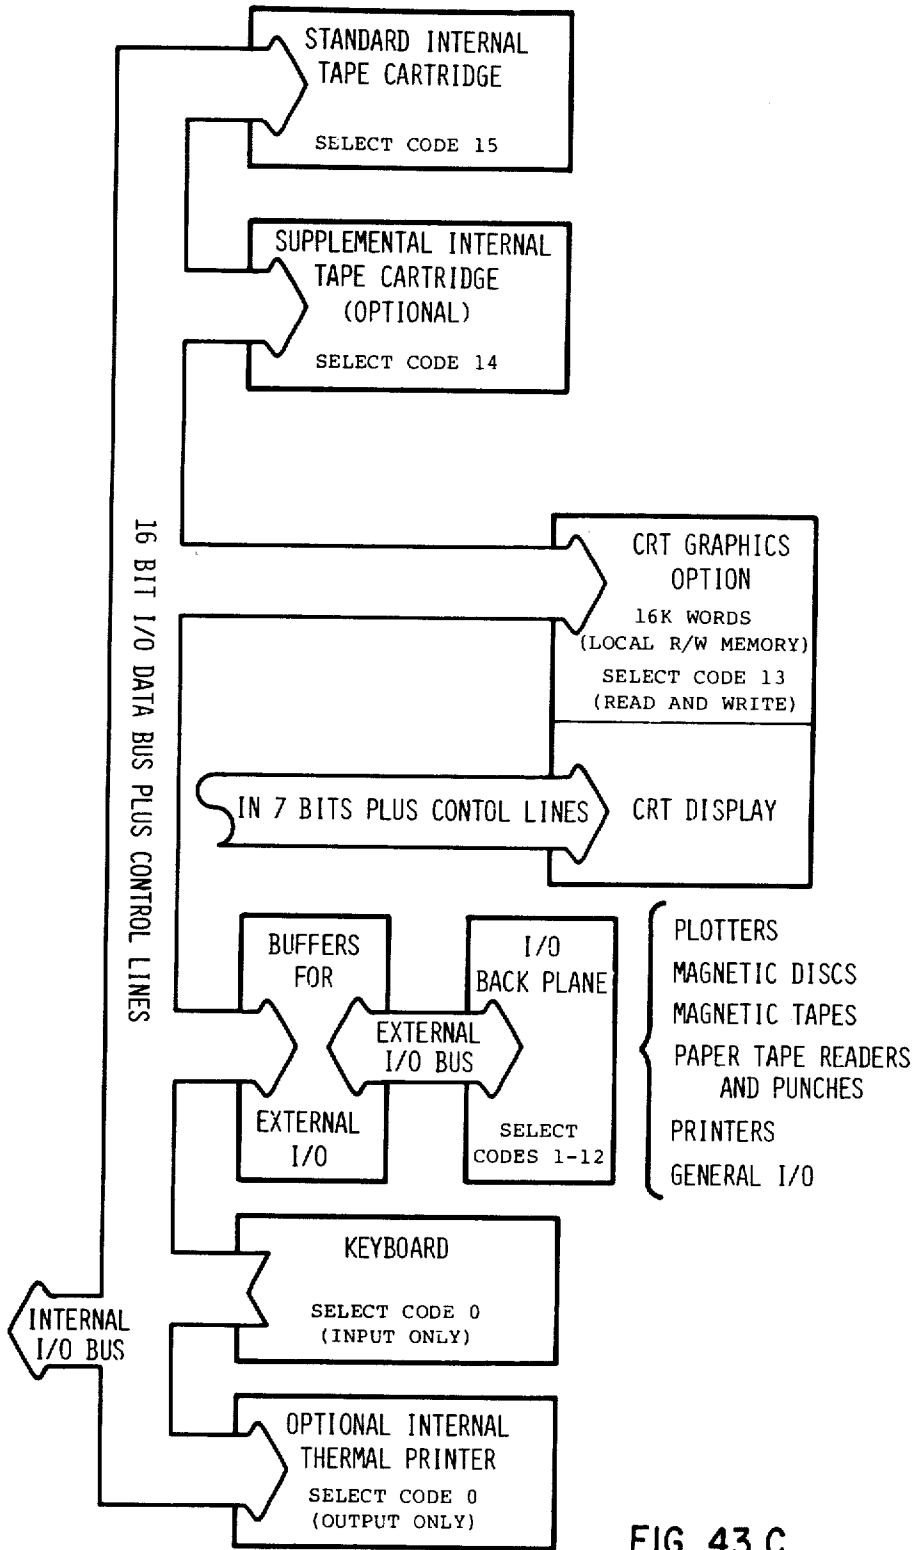 STANDARD INTERNAL
TAPE CARTRIDGE
SELECT CODE 15
SUPPLEMENTAL INTERNAL
TAPE CARTRIDGE
(OPTIONAL)
SELECT CODE 14
16 BIT I/O DATA BUS PLUS CONTROL LINES
CRT GRAPHICS
OPTION
16K WORDS
(LOCAL R/W MEMORY)
SELECT CODE 13
(READ AND WRITE)
IN 7 BITS PLUS CONTOL LINES
CRT DISPLAY
BUFFERS
FOR
EXTERNAL
I/O
EXTERNAL
I/O BUS
I/O
BACK PLANE
SELECT
CODES 1-12
PLOTTERS
MAGNETIC DISCS
MAGNETIC TAPES
PAPER TAPE READERS
AND PUNCHES
PRINTERS
GENERAL I/O
KEYBOARD
SELECT CODE 0
(INPUT ONLY)
INTERNAL
I/O BUS
OPTIONAL INTERNAL
THERMAL PRINTER
SELECT CODE 0
(OUTPUT ONLY)
FIG 43 C